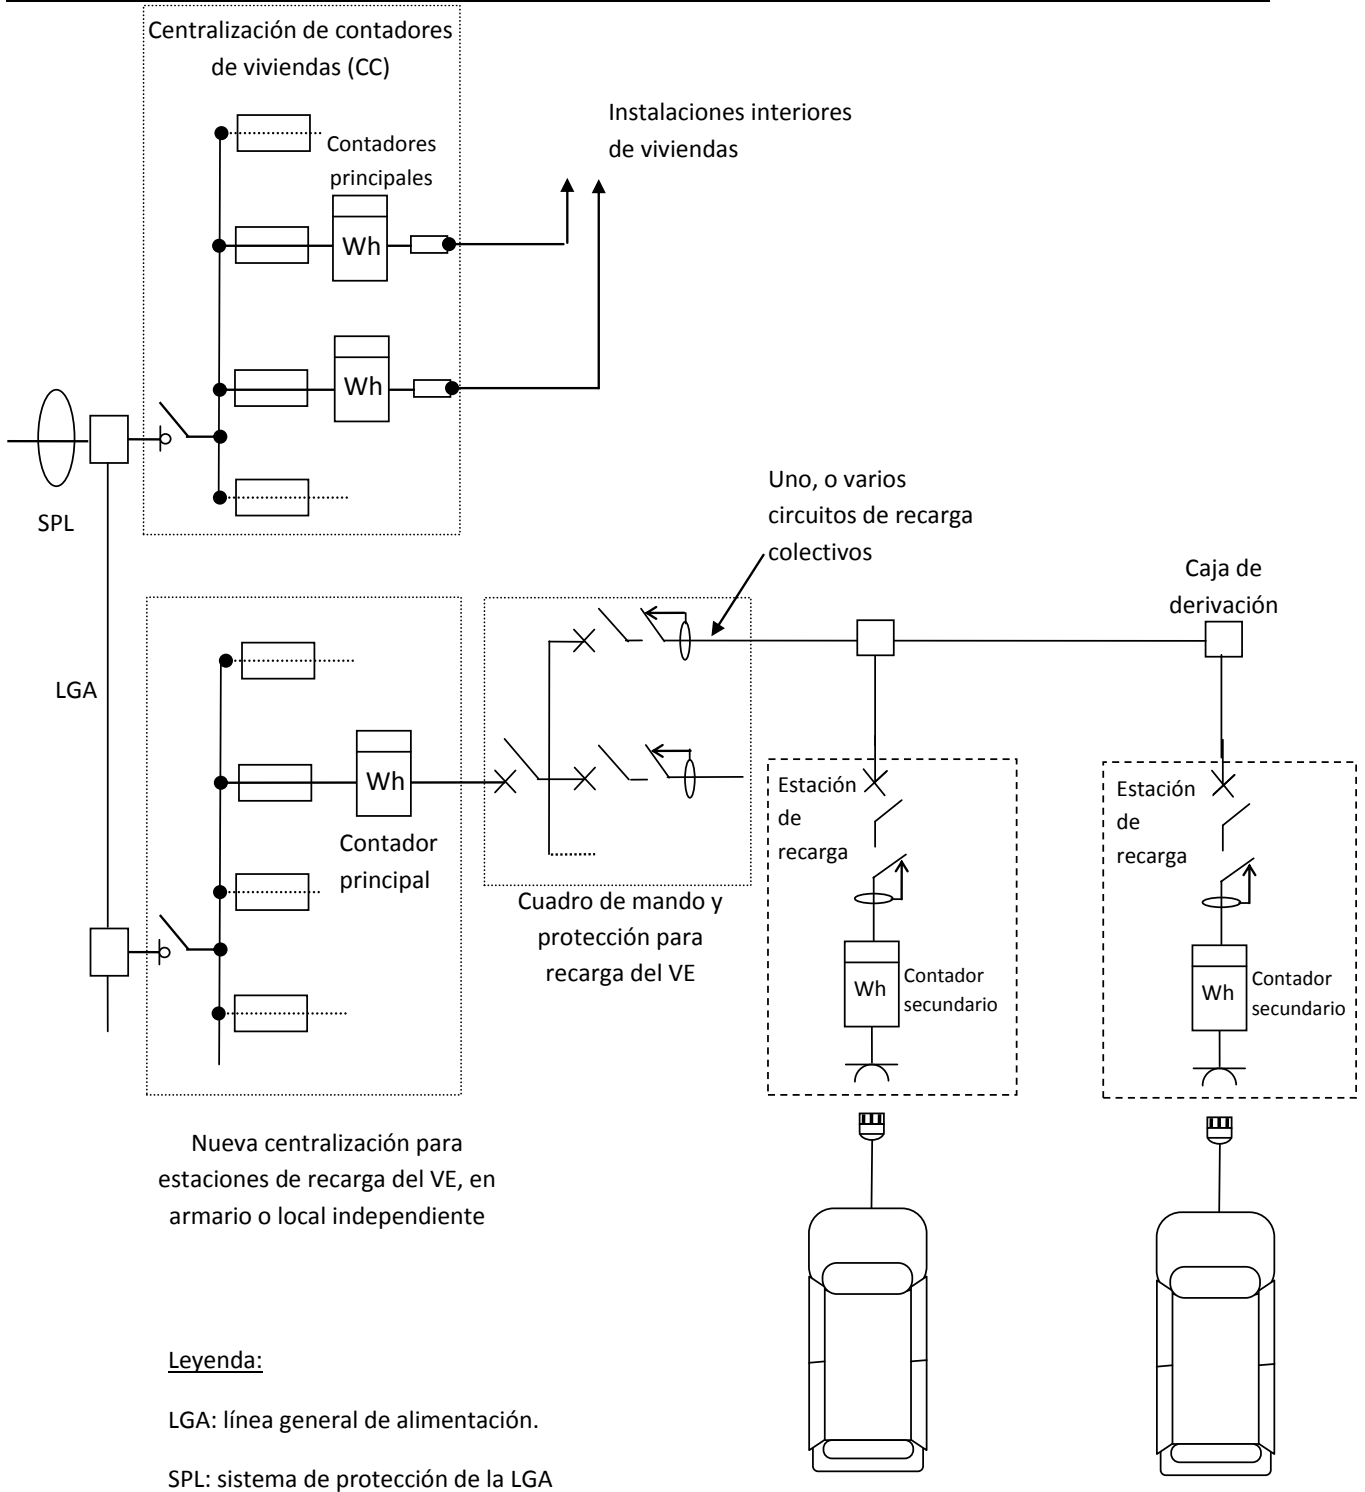 Centralización de contadores
de viviendas (CC)
Instalaciones interiores
de viviendas
Contadores
principales
Wh
Wh
SPL
Uno, o varios
circuitos de recarga
colectivos
Caja de
derivación
LGA
Wh
Contador
principal
Cuadro de mando y
protección para
recarga del VE
Estación
de
recarga
Wh
Contador
secundario
Estación
de
recarga
Wh
Contador
secundario
Nueva centralización para
estaciones de recarga del VE, en
armario o local independiente
Leyenda:
LGA: línea general de alimentación.
SPL: sistema de protección de la LGA